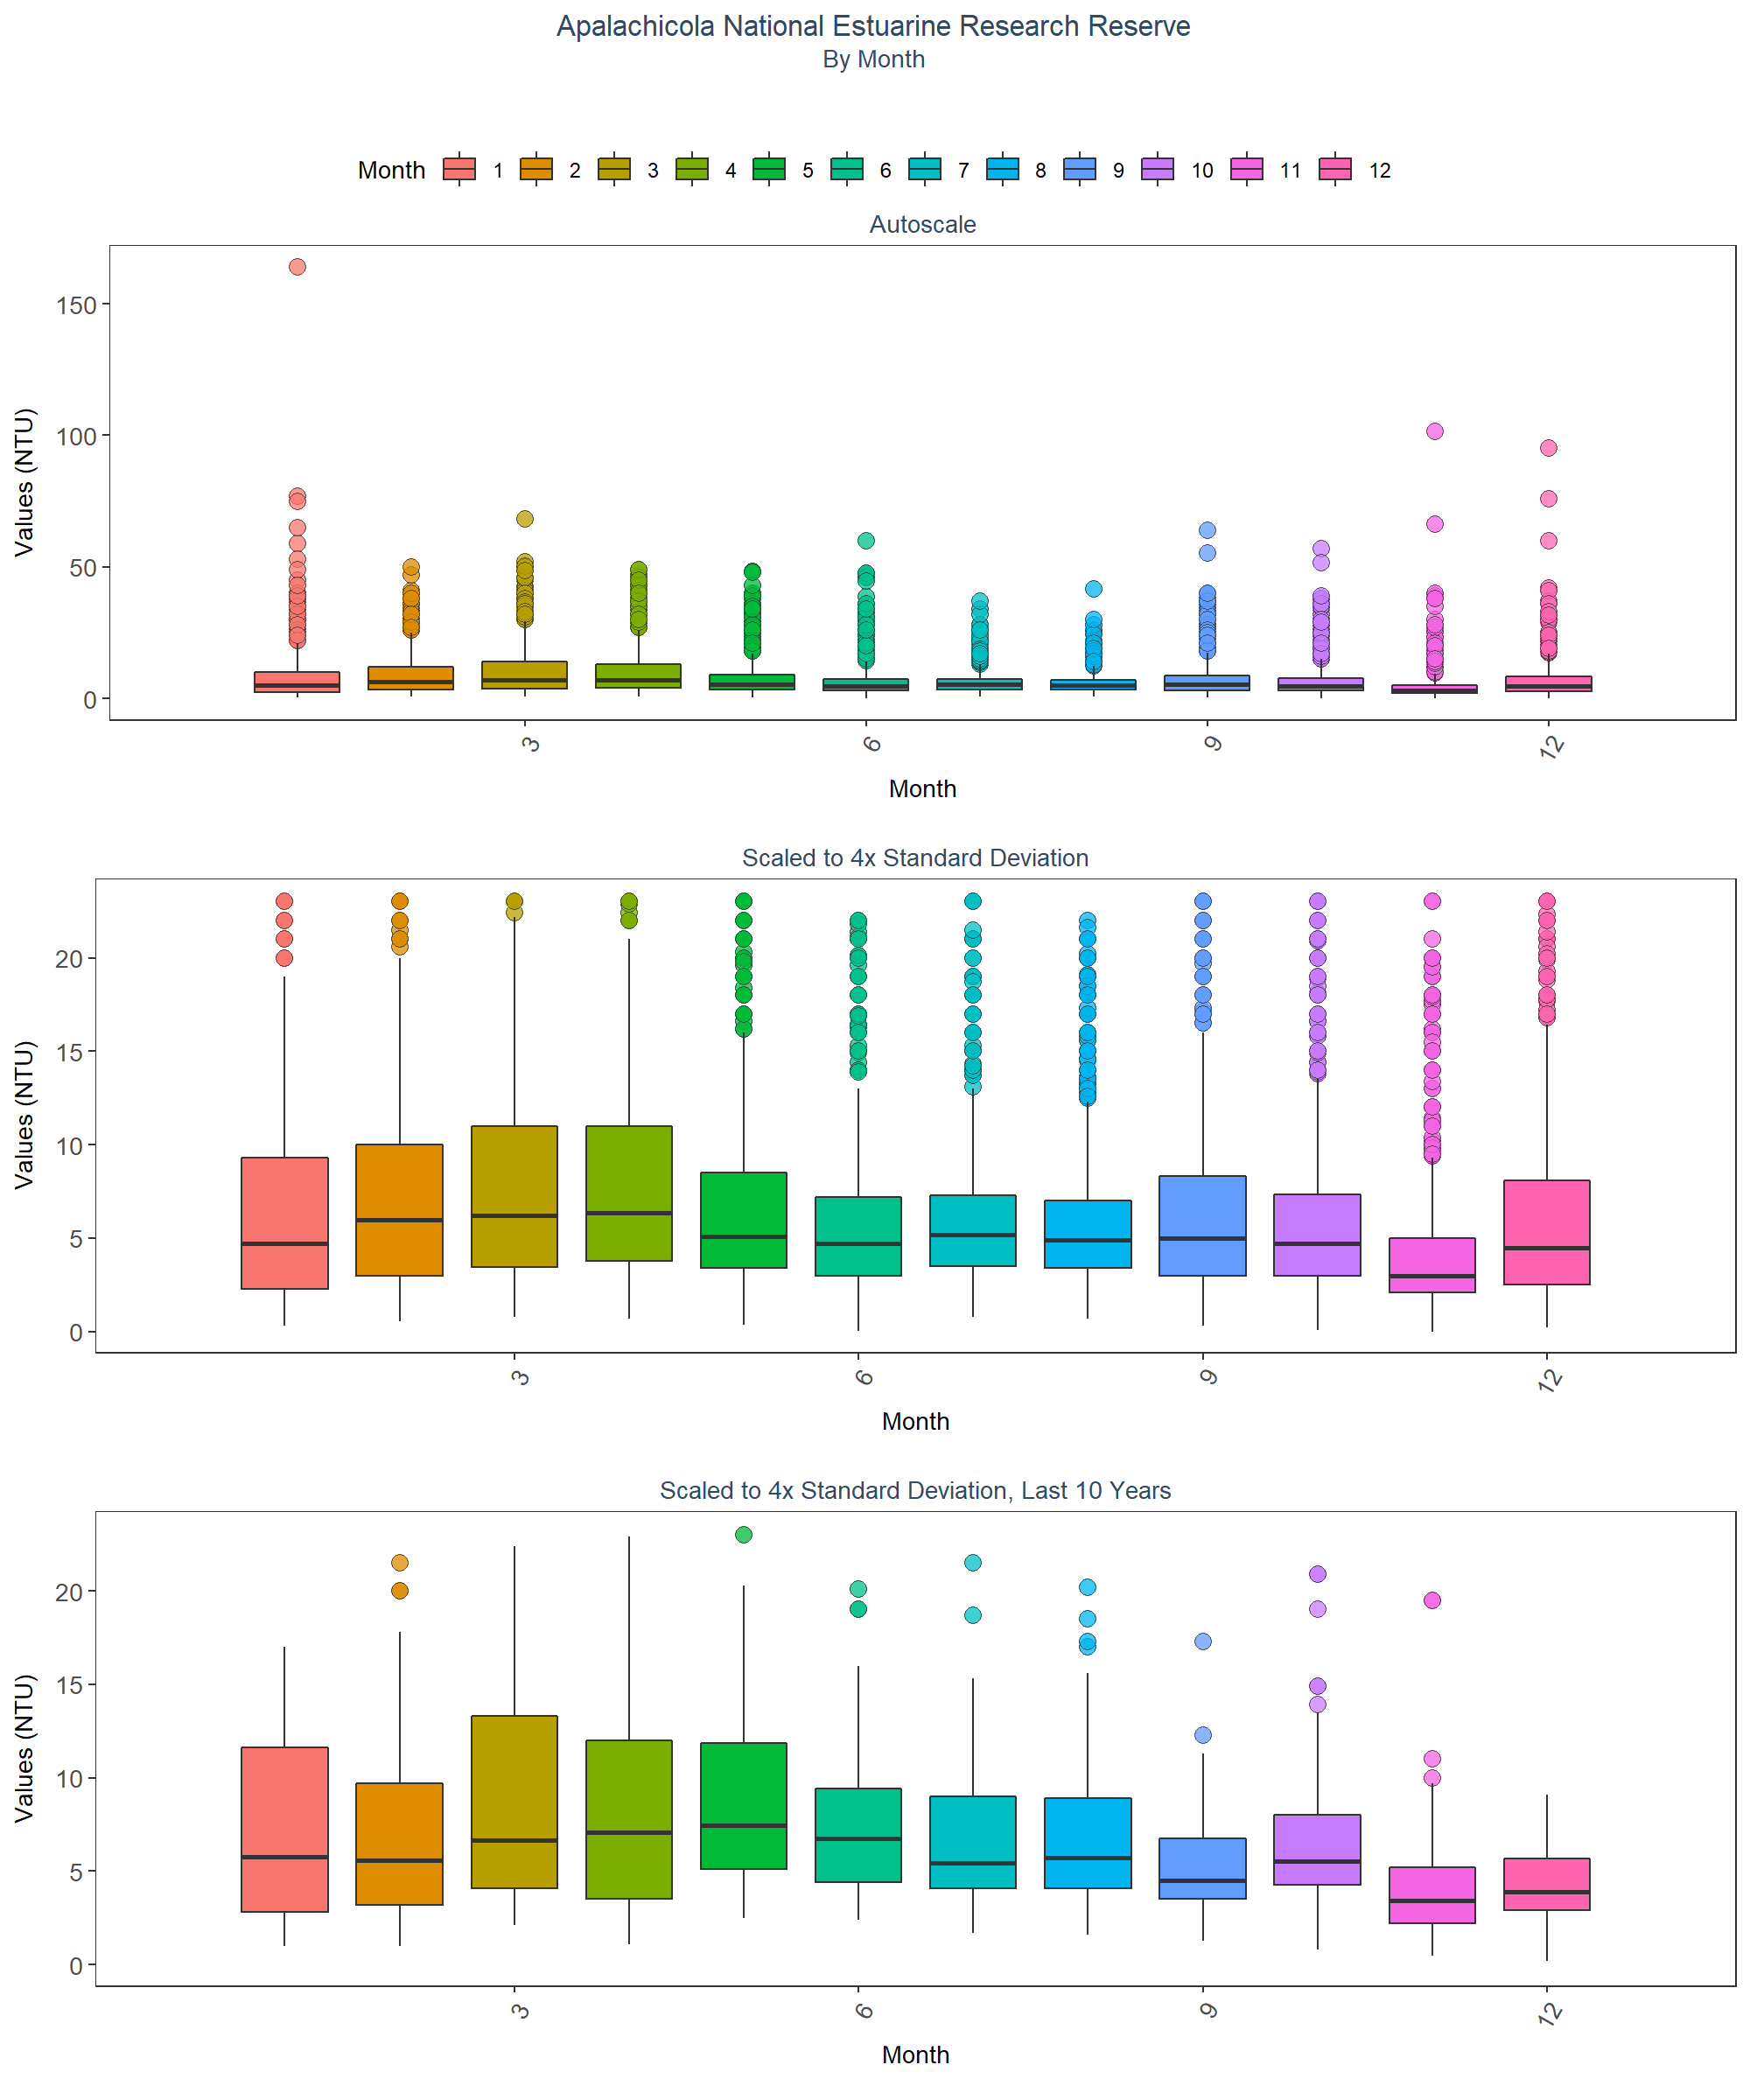 Apalachicola National Estuarine Research Reserve
By Month
Month 1 2 3 4 5 6 7 8 9 10 11 12
Autoscale
Values (NTU)
150
100
50
0
3 6 9 12
Month
Scaled to 4x Standard Deviation
Values (NTU)
20
15
10
5
0
3 6 9 12
Month
Scaled to 4x Standard Deviation, Last 10 Years
Values (NTU)
20
15
10
5
0
3 6 9 12
Month